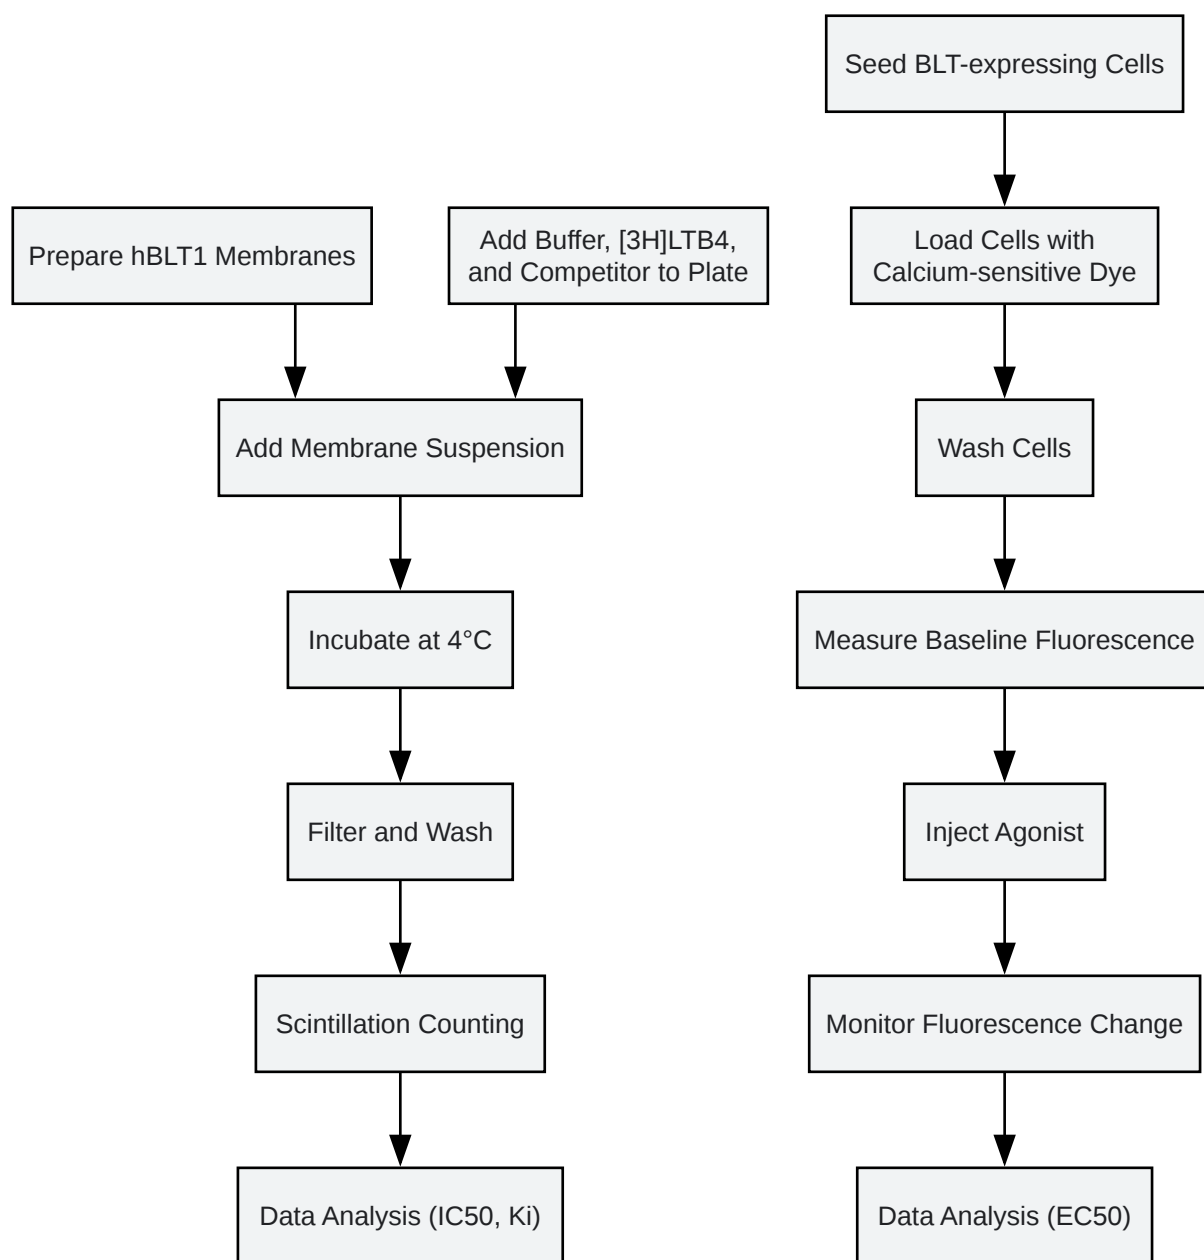 Seed BLT-expressing Cells
Prepare hBLT1 Membranes
Add Buffer, [3H]LTB4,
and Competitor to Plate
Load Cells with
Calcium-sensitive Dye
Add Membrane Suspension
Wash Cells
Incubate at 4°C
Measure Baseline Fluorescence
Filter and Wash
Inject Agonist
Scintillation Counting
Monitor Fluorescence Change
Data Analysis (IC50, Ki)
Data Analysis (EC50)